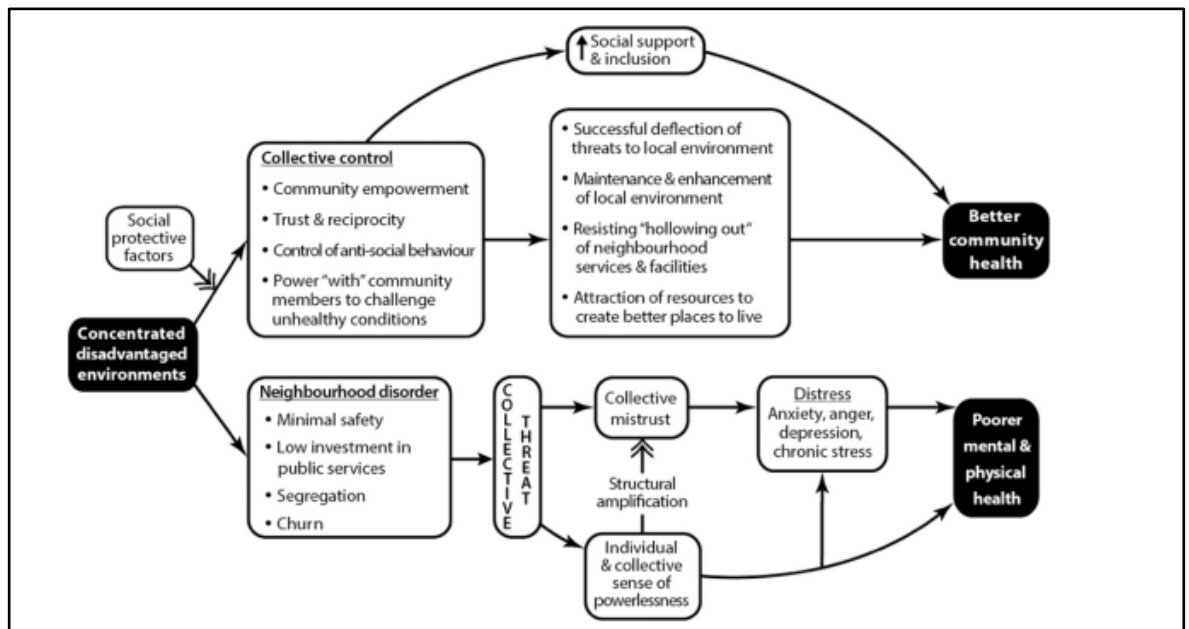 Social support
& inclusion
Collective control
• Community empowerment
• Trust & reciprocity
• Control of anti-social behaviour
• Power “with” community
members to challenge
unhealthy conditions
• Successful deflection of
threats to local environment
• Maintenance & enhancement
of local environment
• Resisting “hollowing out”
of neighbourhood
services & facilities
• Attraction of resources to
create better places to live
Better
community
health
Social
protective
factors
Concentrated
disadvantaged
environments
Neighbourhood disorder
• Minimal safety
• Low investment in
public services
• Segregation
• Churn
COLLECTIVE
THREAT
Collective
mistrust
Structural
amplification
Individual
& collective
sense of
powerlessness
Distress
Anxiety, anger,
depression,
chronic stress
Poorer
mental &
physical
health